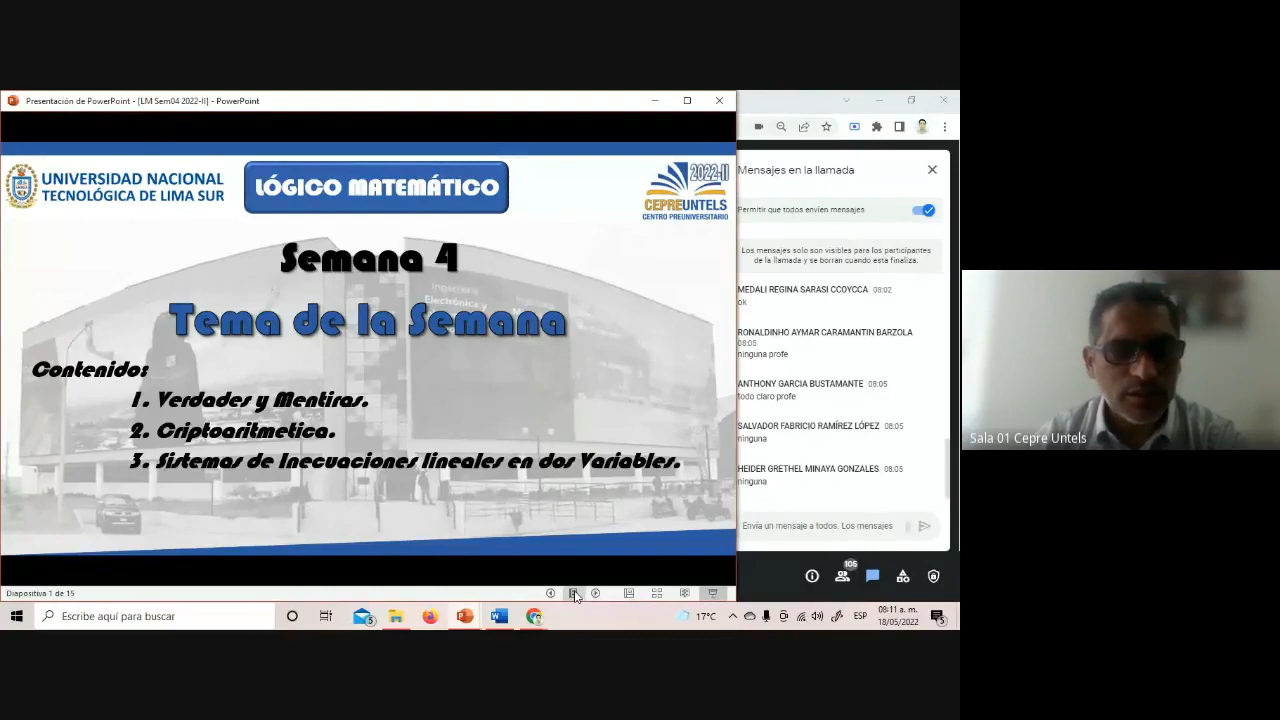 Presentación de PowerPoint - [LM Sem04 2022-II] - PowerPoint
UNIVERSIDAD NACIONAL
TECNOLÓGICA DE LIMA SUR
LÓGICO MATEMÁTICO
2022-II
CEPREUNTELS
CENTRO PREUNIVERSITARIO
Semana 4
Tema de la Semana
Contenido:
1. Verdades y Mentiras.
2. Criptoaritmetica.
3. Sistemas de Inecuaciones lineales en dos Variables.
Ingeniería
Electrónica y
Diapositiva 1 de 15
Mensajes en la llamada
Permitir que todos envíen mensajes
Los mensajes solo son visibles para los participantes
de la llamada y se borran cuando esta finaliza.
MEDALI REGINA SARASI CCOYCCA 08:02
ok
RONALDINHO AYMAR CARAMANTIN BARZOLA
08:05
ninguna profe
ANTHONY GARCIA BUSTAMANTE 08:05
todo claro profe
SALVADOR FABRICIO RAMÍREZ LÓPEZ 08:05
ninguna
HEIDER GRETHEL MINAYA GONZALES 08:05
ninguna
Envía un mensaje a todos. Los mensajes
105
Sala 01 Cepre Untels
Escribe aquí para buscar
5
17°C
ESP
08:11 a. m.
18/05/2022
5